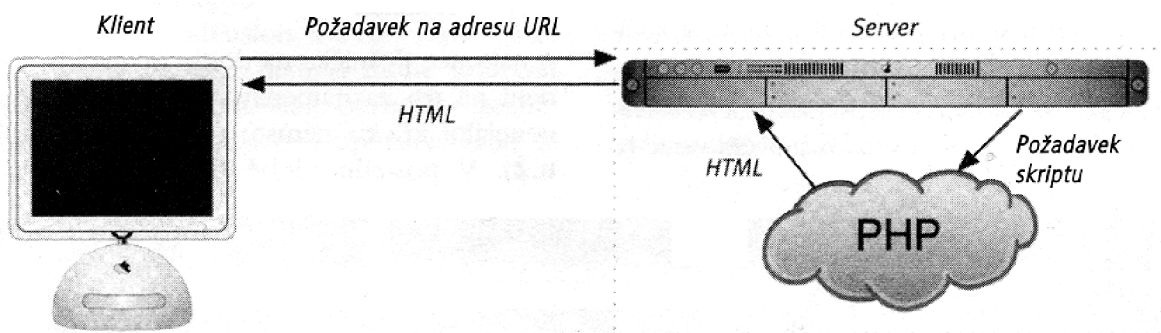 Klient
Požadavek na adresu URL
Server
HTML
HTML
Požadavek
skriptu
PHP